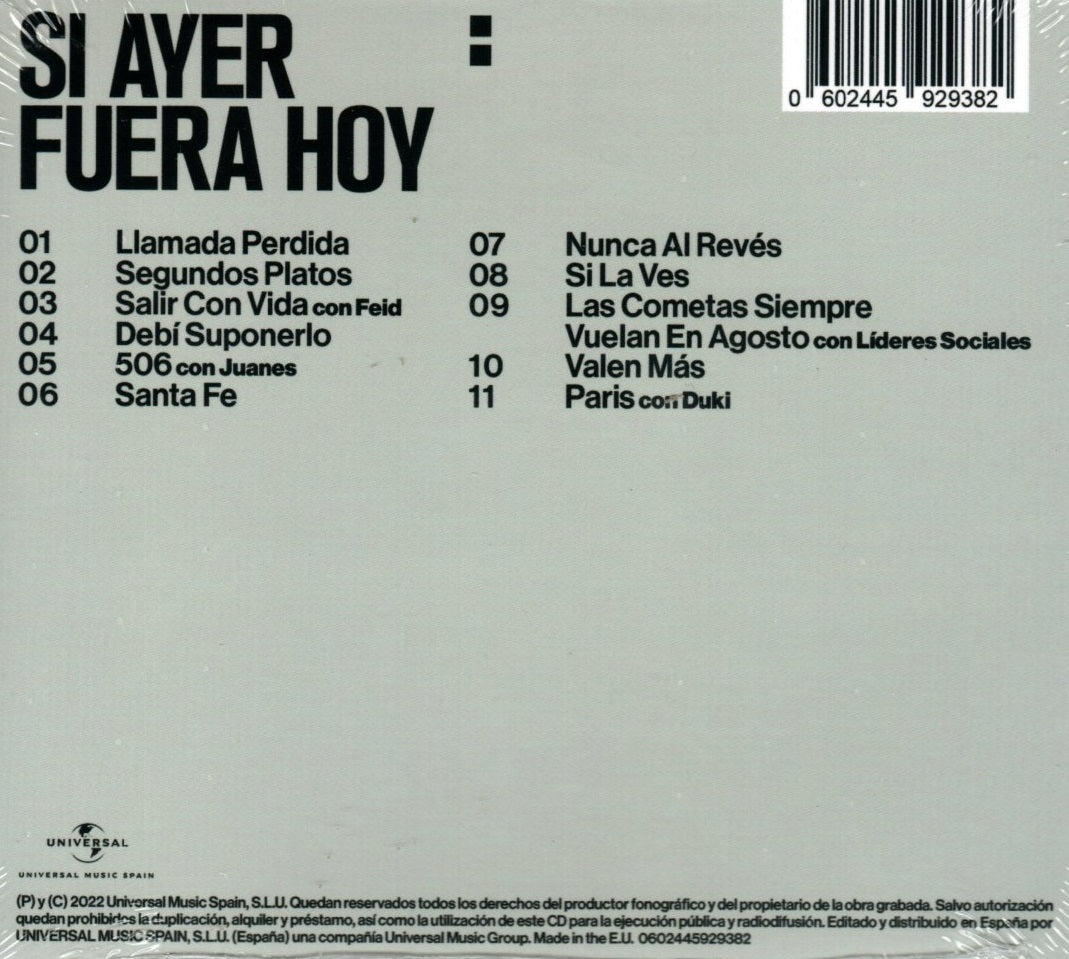 SI AYER
FUERA HOY
:
0 602445 929382
01 Llamada Perdida
02 Segundos Platos
03 Salir Con Vida con Feid
04 Debí Suponerlo
05 506 con Juanes
06 Santa Fe
07 Nunca Al Revés
08 Si La Ves
09 Las Cometas Siempre
Vuelan En Agosto con Líderes Sociales
10 Valen Más
11 Paris con Duki
UNIVERSAL
UNIVERSAL MUSIC SPAIN
(P) y (C) 2022 Universal Music Spain, S.L.U. Quedan reservados todos los derechos del productor fonográfico y del propietario de la obra grabada. Salvo autorización
quedan prohibidos la duplicación, alquiler y préstamo, así como la utilización de este CD para la ejecución pública y radiodifusión. Editado y distribuido en España por
UNIVERSAL MUSIC SPAIN, S.L.U. (España) una compañía Universal Music Group. Made in the E.U. 0602445929382